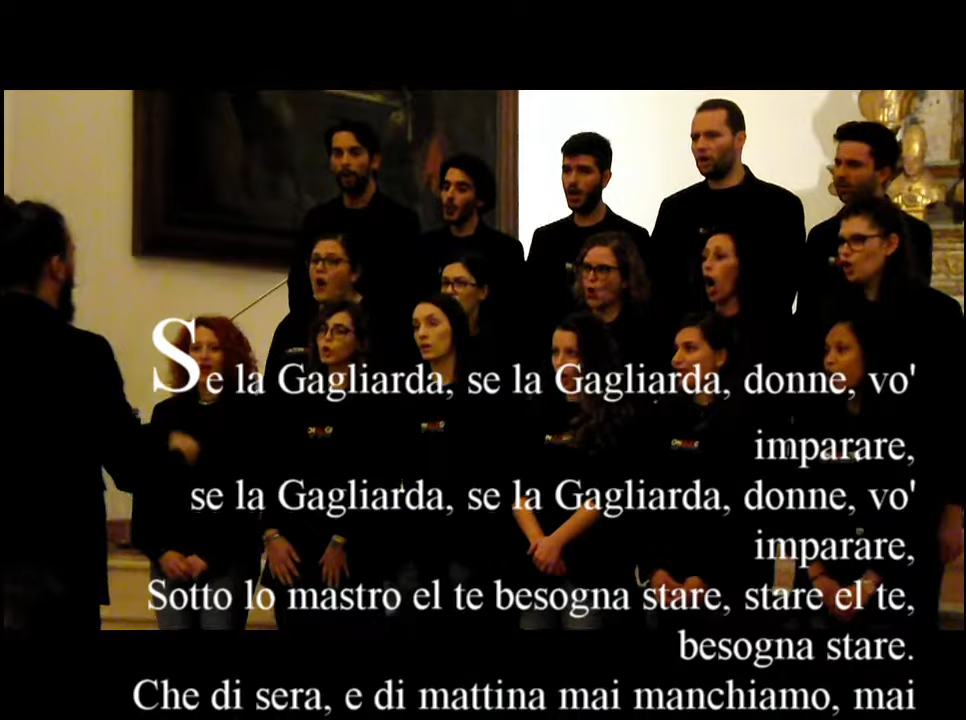 Se la Gagliarda, se la Gagliarda, donne, vo'
imparare,
se la Gagliarda, se la Gagliarda, donne, vo'
imparare,
Sotto lo mastro el te besogna stare, stare el te,
besogna stare.
Che di sera, e di mattina mai manchiamo, mai